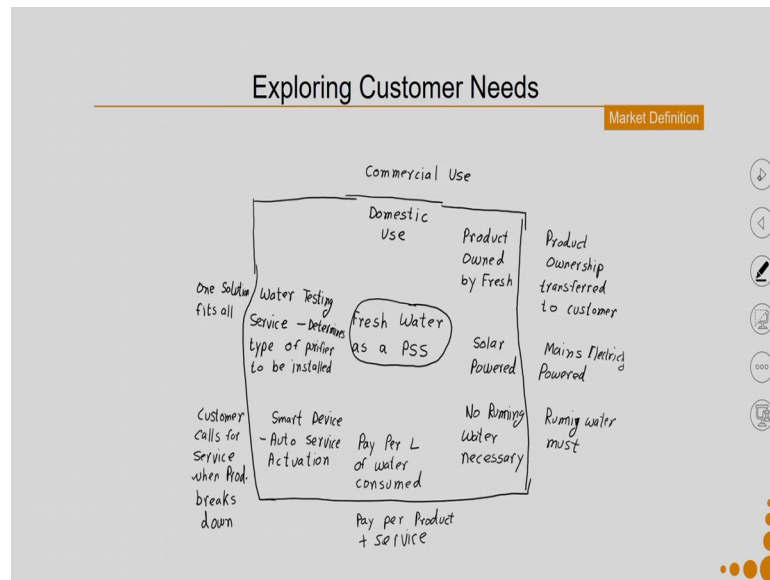 Exploring Customer Needs
Market Definition
Commercial Use
Domestic
Use
Product
Owned
by Fresh
Product
Ownership
transferred
to customer
One Solution
fits all
Water Testing
Service - Determines
type of purifier
to be installed
Fresh Water
as a PSS
Solar
Powered
Mains Electricity
Powered
Customer
calls for
Service
when Prod.
breaks
down
Smart Device
- Auto Service
Actuation
Pay Per L
of water
consumed
No Running
Water
necessary
Runnig water
must
Pay per Product
+ service